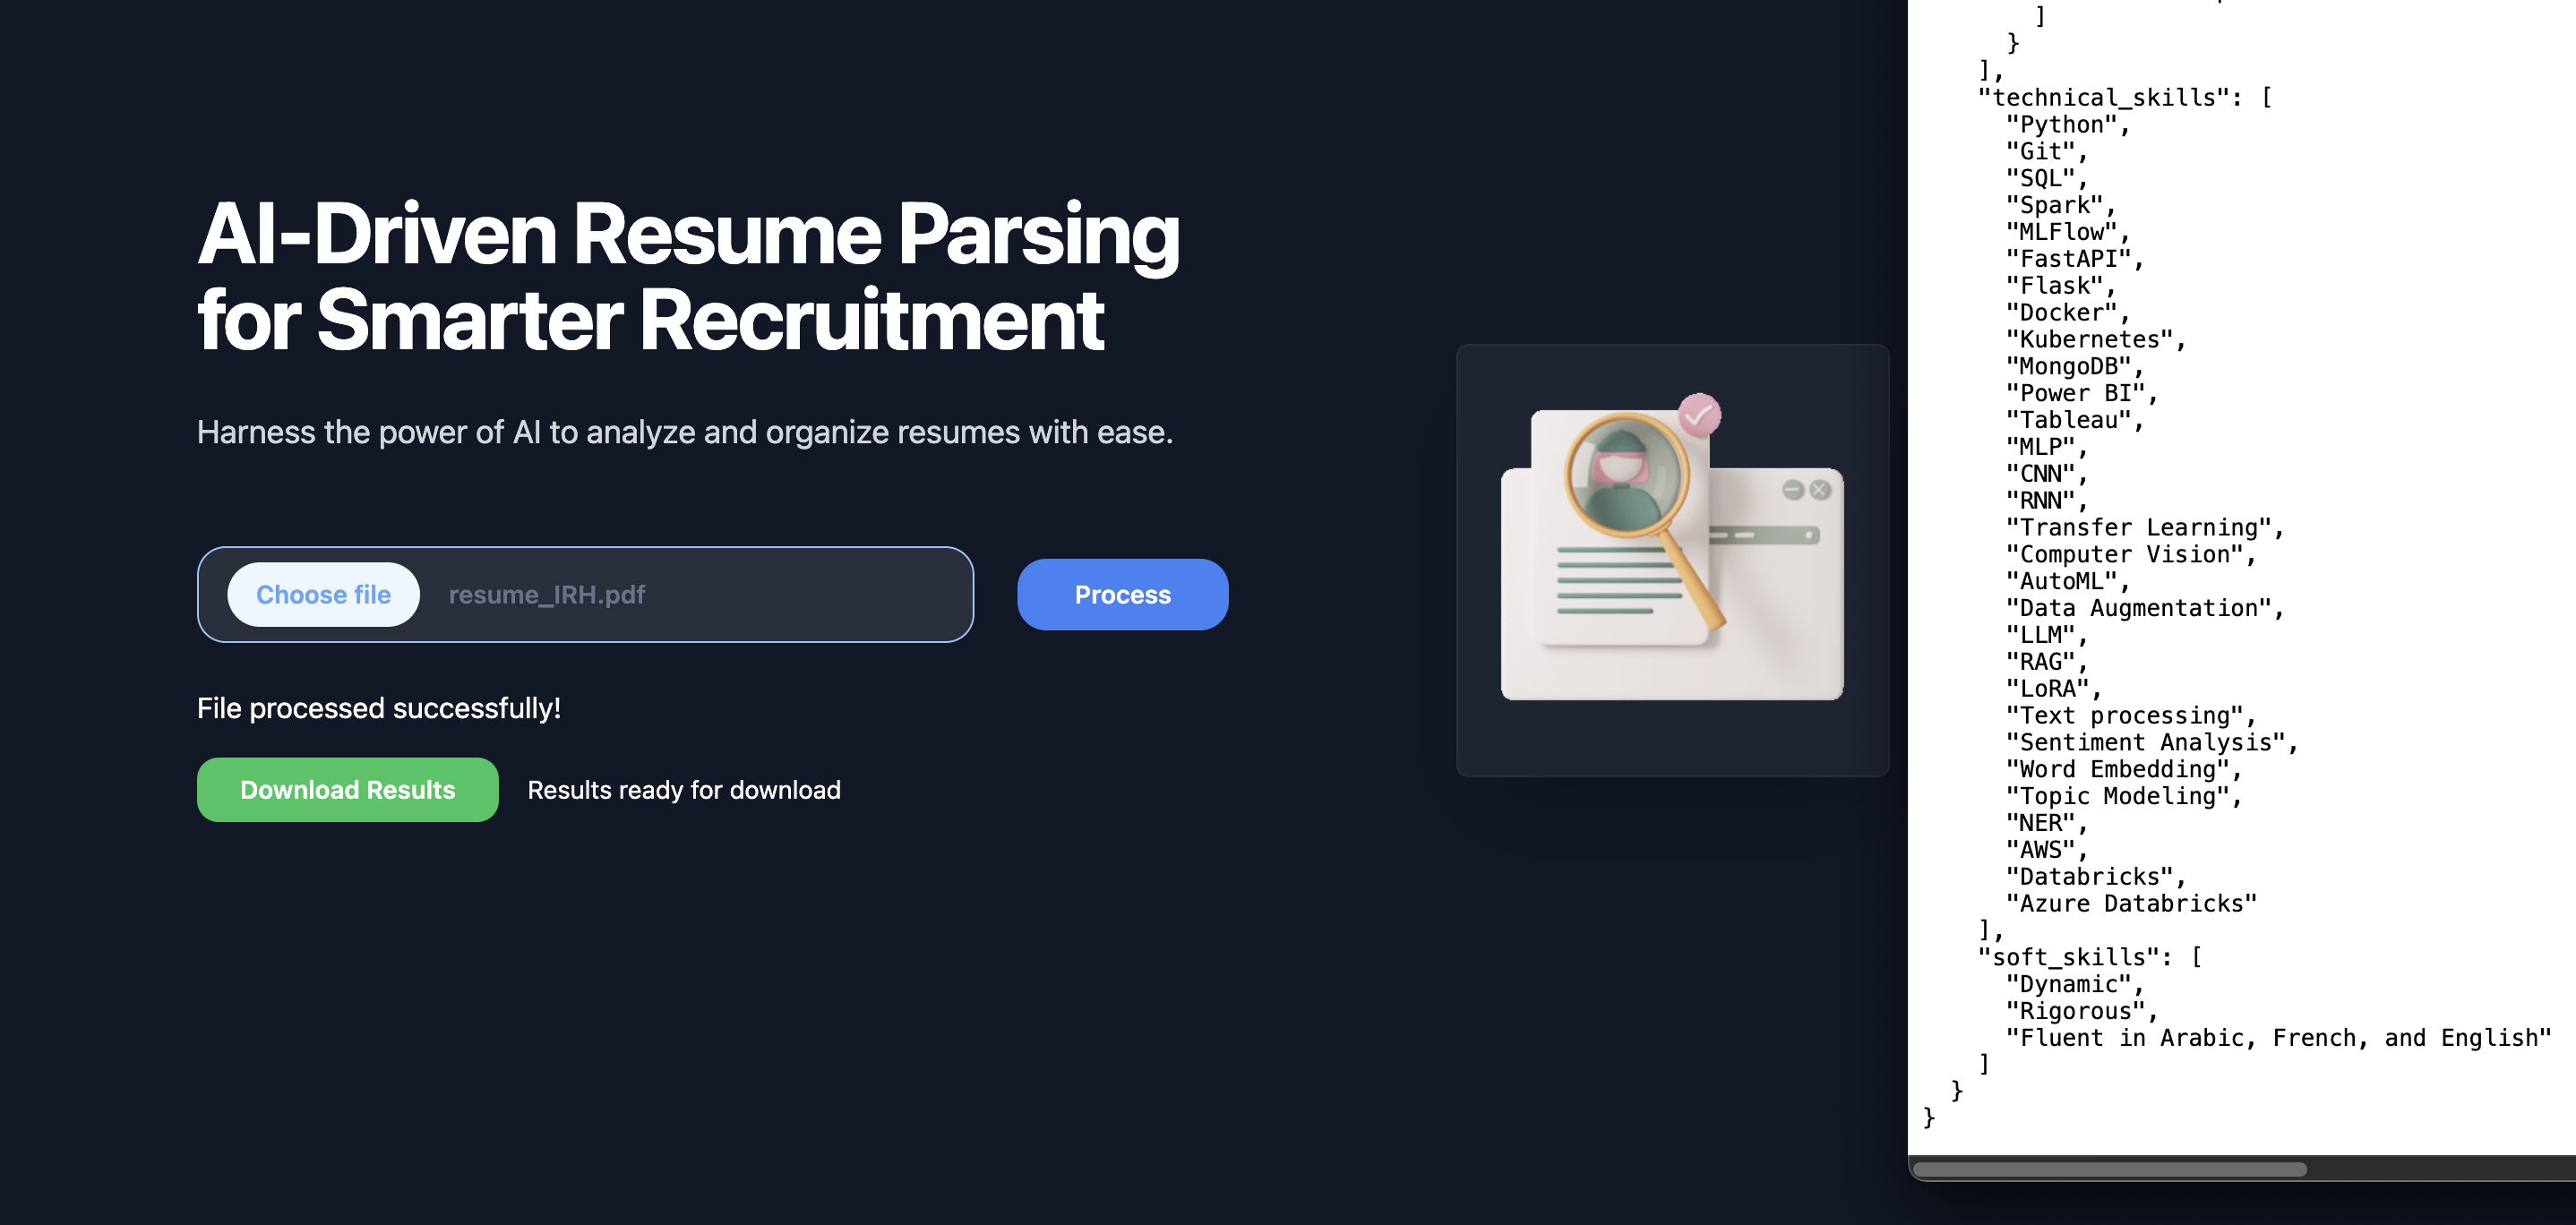 AI-Driven Resume Parsing
for Smarter Recruitment
Harness the power of AI to analyze and organize resumes with ease.
Choose file resume_IRH.pdf
Process
File processed successfully!
Download Results
Results ready for download
]
}
],
"technical_skills": [
"Python",
"Git",
"SQL",
"Spark",
"MLFlow",
"FastAPI",
"Flask",
"Docker",
"Kubernetes",
"MongoDB",
"Power BI",
"Tableau",
"MLP",
"CNN",
"RNN",
"Transfer Learning",
"Computer Vision",
"AutoML",
"Data Augmentation",
"LLM",
"RAG",
"LoRA",
"Text processing",
"Sentiment Analysis",
"Word Embedding",
"Topic Modeling",
"NER",
"AWS",
"Databricks",
"Azure Databricks"
],
"soft_skills": [
"Dynamic",
"Rigorous",
"Fluent in Arabic, French, and English"
]
}
}